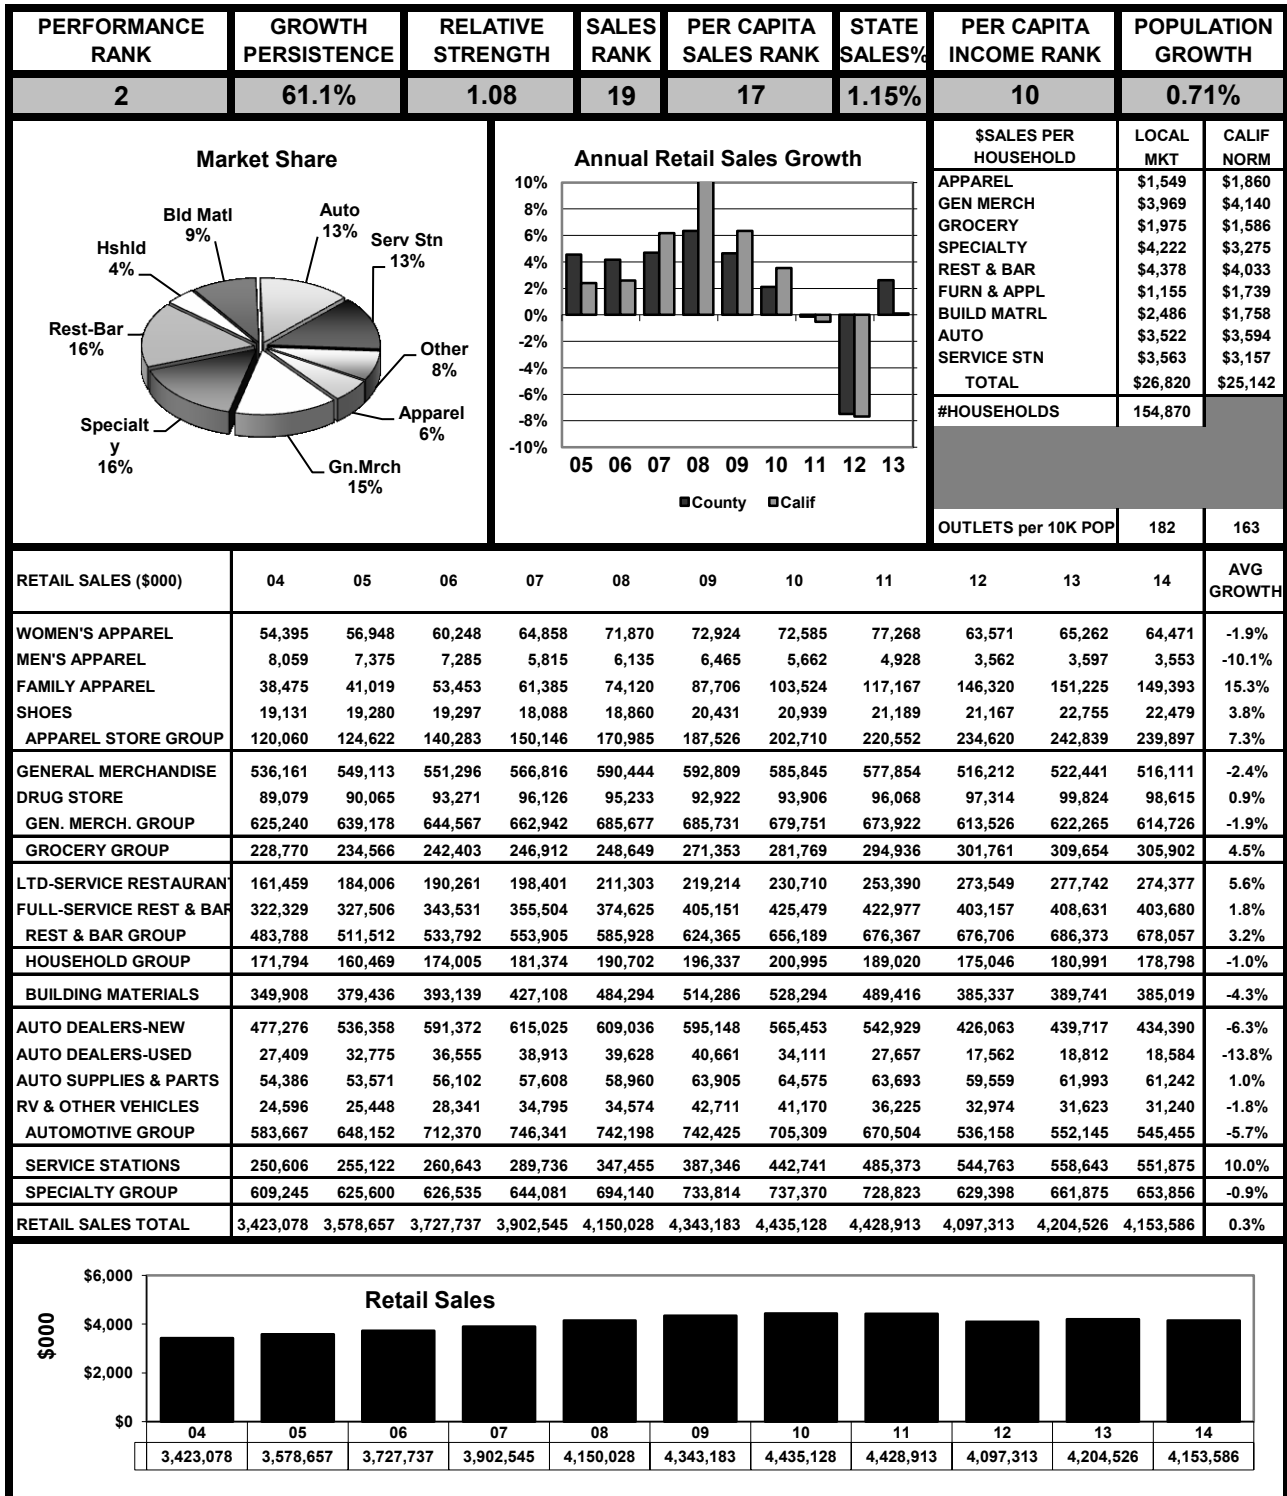 PERFORMANCE RANK GROWTH PERSISTENCE RELATIVE STRENGTH SALES RANK PER CAPITA SALES RANK STATE SALES% PER CAPITA INCOME RANK POPULATION GROWTH
2 61.1% 1.08 19 17 1.15% 10 0.71%
Market Share
Bld Matl 9%
Auto 13%
Serv Stn 13%
Hshld 4%
Rest-Bar 16%
Other 8%
Apparel 6%
Specialt
y
16%
Gn.Mrch 15%
Annual Retail Sales Growth
10%
8%
6%
4%
2%
0%
-2%
-4%
-6%
-8%
-10%
05 06 07 08 09 10 11 12 13
County Calif
$SALES PER HOUSEHOLD LOCAL MKT CALIF NORM
APPAREL $1,549 $1,860
GEN MERCH $3,969 $4,140
GROCERY $1,975 $1,586
SPECIALTY $4,222 $3,275
REST & BAR $4,378 $4,033
FURN & APPL $1,155 $1,739
BUILD MATRL $2,486 $1,758
AUTO $3,522 $3,594
SERVICE STN $3,563 $3,157
TOTAL $26,820 $25,142
#HOUSEHOLDS 154,870
OUTLETS per 10K POP 182 163
RETAIL SALES ($000) 04 05 06 07 08 09 10 11 12 13 14 AVG GROWTH
WOMEN'S APPAREL 54,395 56,948 60,248 64,858 71,870 72,924 72,585 77,268 63,571 65,262 64,471 -1.9%
MEN'S APPAREL 8,059 7,375 7,285 5,815 6,135 6,465 5,662 4,928 3,562 3,597 3,553 -10.1%
FAMILY APPAREL 38,475 41,019 53,453 61,385 74,120 87,706 103,524 117,167 146,320 151,225 149,393 15.3%
SHOES 19,131 19,280 19,297 18,088 18,860 20,431 20,939 21,189 21,167 22,755 22,479 3.8%
APPAREL STORE GROUP 120,060 124,622 140,283 150,146 170,985 187,526 202,710 220,552 234,620 242,839 239,897 7.3%
GENERAL MERCHANDISE 536,161 549,113 551,296 566,816 590,444 592,809 585,845 577,854 516,212 522,441 516,111 -2.4%
DRUG STORE 89,079 90,065 93,271 96,126 95,233 92,922 93,906 96,068 97,314 99,824 98,615 0.9%
GEN. MERCH. GROUP 625,240 639,178 644,567 662,942 685,677 685,731 679,751 673,922 613,526 622,265 614,726 -1.9%
GROCERY GROUP 228,770 234,566 242,403 246,912 248,649 271,353 281,769 294,936 301,761 309,654 305,902 4.5%
LTD-SERVICE RESTAURANT 161,459 184,006 190,261 198,401 211,303 219,214 230,710 253,390 273,549 277,742 274,377 5.6%
FULL-SERVICE REST & BAR 322,329 327,506 343,531 355,504 374,625 405,151 425,479 422,977 403,157 408,631 403,680 1.8%
REST & BAR GROUP 483,788 511,512 533,792 553,905 585,928 624,365 656,189 676,367 676,706 686,373 678,057 3.2%
HOUSEHOLD GROUP 171,794 160,469 174,005 181,374 190,702 196,337 200,995 189,020 175,046 180,991 178,798 -1.0%
BUILDING MATERIALS 349,908 379,436 393,139 427,108 484,294 514,286 528,294 489,416 385,337 389,741 385,019 -4.3%
AUTO DEALERS-NEW 477,276 536,358 591,372 615,025 609,036 595,148 565,453 542,929 426,063 439,717 434,390 -6.3%
AUTO DEALERS-USED 27,409 32,775 36,555 38,913 39,628 40,661 34,111 27,657 17,562 18,812 18,584 -13.8%
AUTO SUPPLIES & PARTS 54,386 53,571 56,102 57,608 58,960 63,905 64,575 63,693 59,559 61,993 61,242 1.0%
RV & OTHER VEHICLES 24,596 25,448 28,341 34,795 34,574 42,711 41,170 36,225 32,974 31,623 31,240 -1.8%
AUTOMOTIVE GROUP 583,667 648,152 712,370 746,341 742,198 742,425 705,309 670,504 536,158 552,145 545,455 -5.7%
SERVICE STATIONS 250,606 255,122 260,643 289,736 347,455 387,346 442,741 485,373 544,763 558,643 551,875 10.0%
SPECIALTY GROUP 609,245 625,600 626,535 644,081 694,140 733,814 737,370 728,823 629,398 661,875 653,856 -0.9%
RETAIL SALES TOTAL 3,423,078 3,578,657 3,727,737 3,902,545 4,150,028 4,343,183 4,435,128 4,428,913 4,097,313 4,204,526 4,153,586 0.3%
Retail Sales
$000
$6,000
$4,000
$2,000
$0
04 05 06 07 08 09 10 11 12 13 14
3,423,078 3,578,657 3,727,737 3,902,545 4,150,028 4,343,183 4,435,128 4,428,913 4,097,313 4,204,526 4,153,586